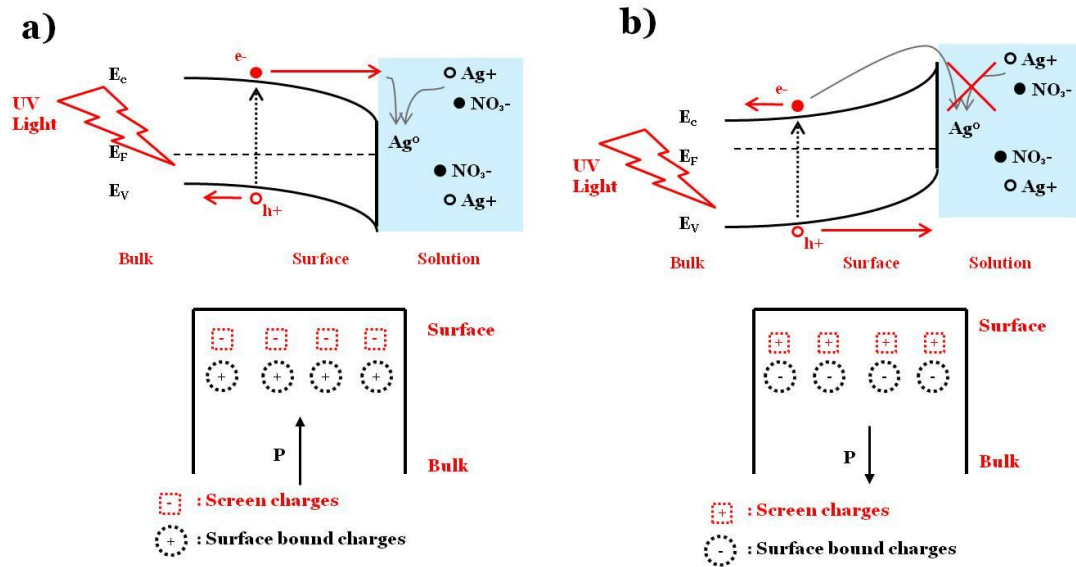 a)
e-
Ec
UV
Light
EF
EV
h+
Ag+
NO₃-
Ag⁰
NO₃-
Ag+
Bulk
Surface
Solution
- - - -
+ + + +
Surface
P
Bulk
- : Screen charges
+ : Surface bound charges
b)
e-
Ec
EF
UV
Light
EV
h+
Ag+
NO₃-
Ag⁰
NO₃-
Ag+
Bulk
Surface
Solution
+ + + +
- - - -
Surface
P
Bulk
+ : Screen charges
- : Surface bound charges